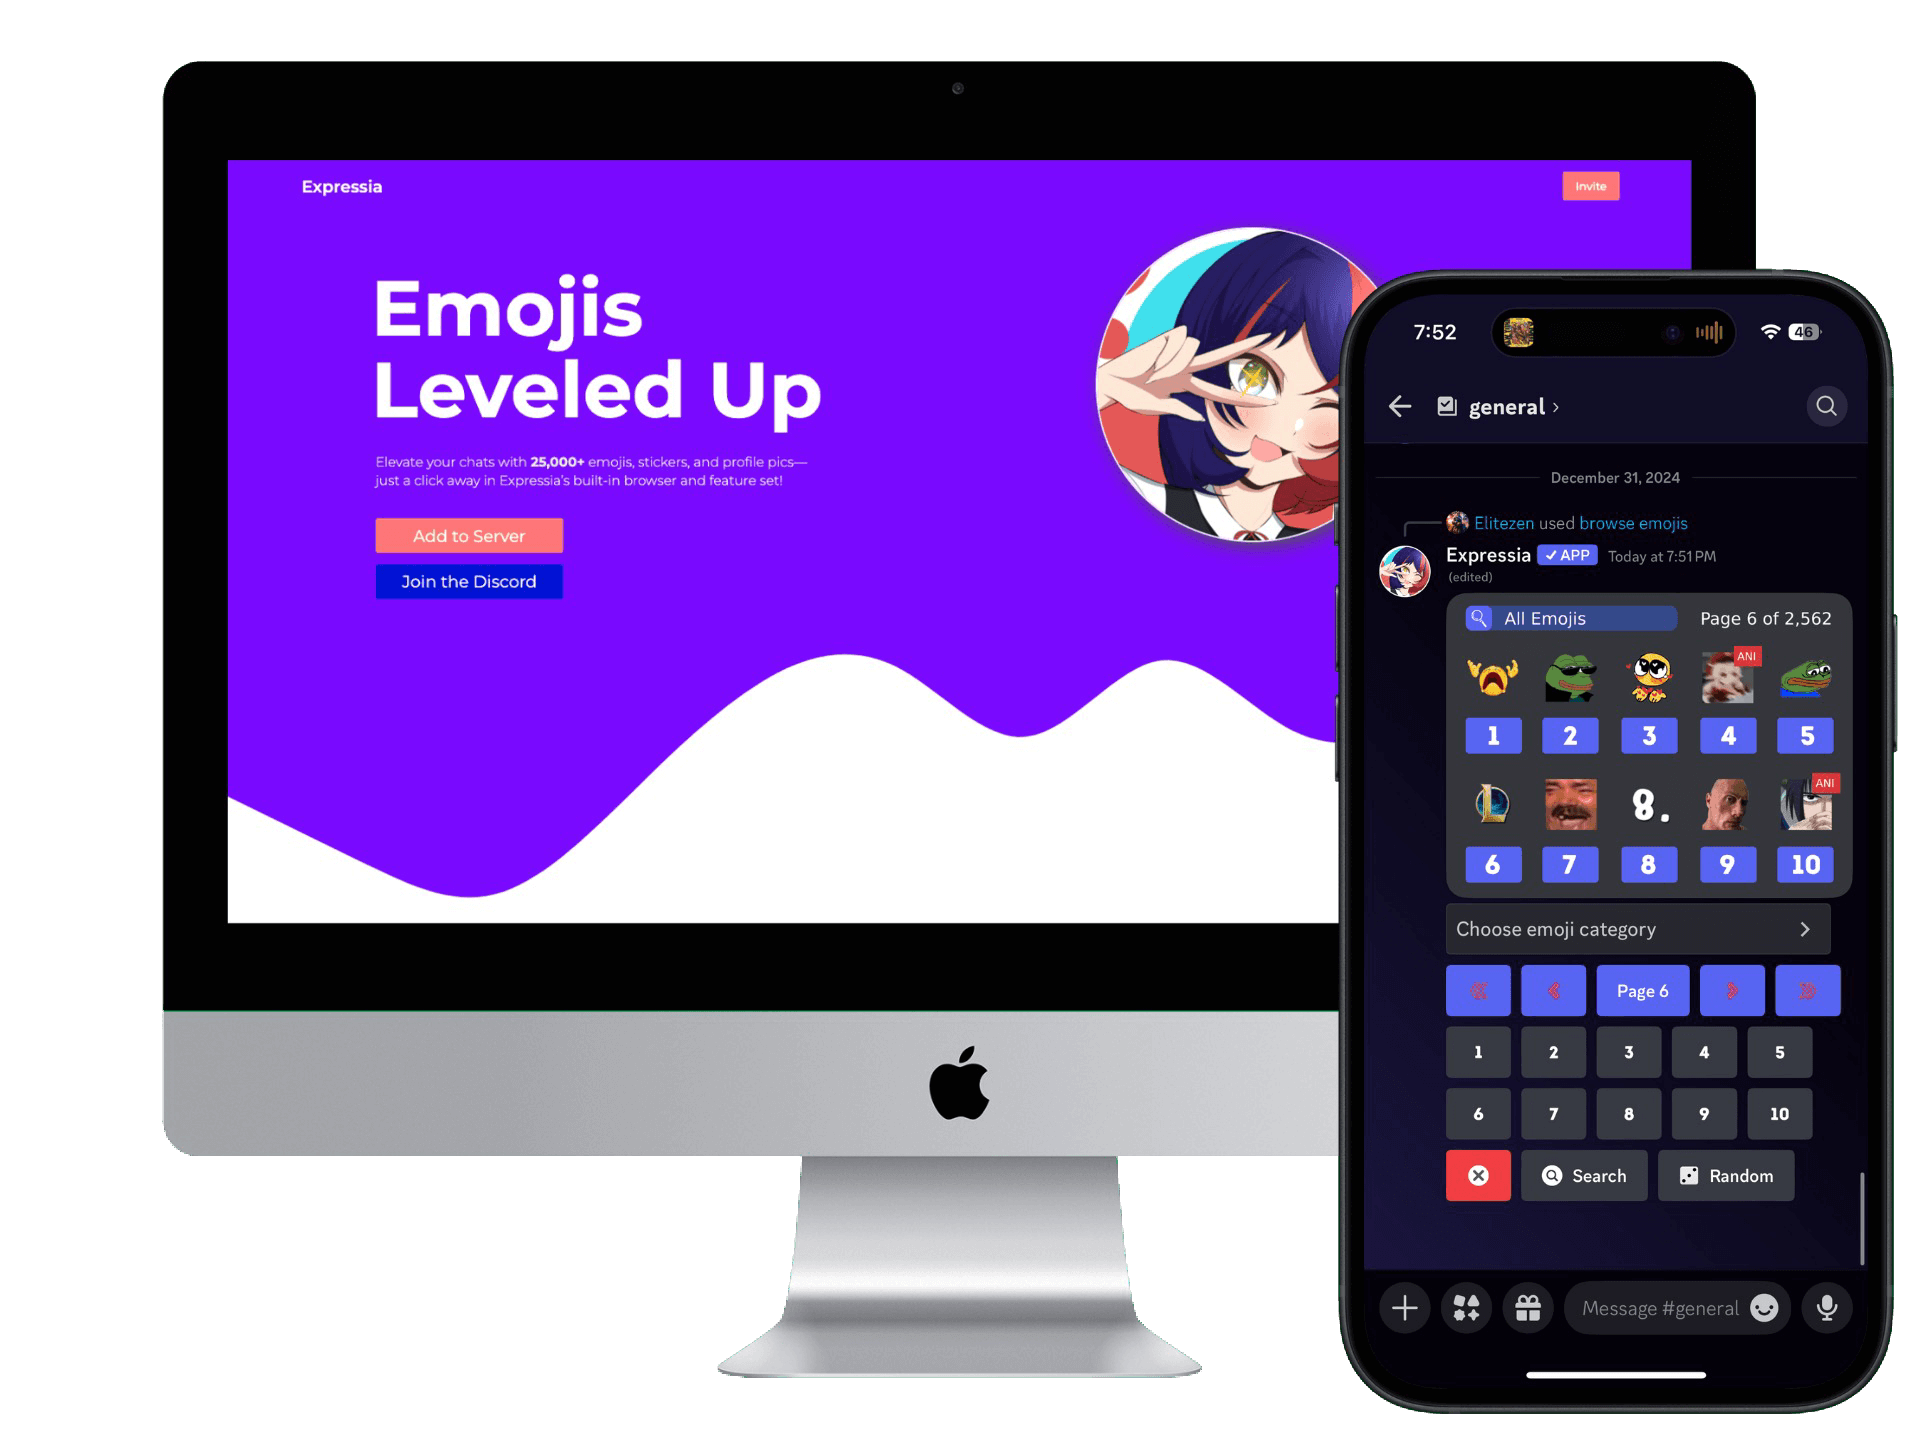 Expressia
Invite
Emojis
Leveled Up
Elevate your chats with 25,000+ emojis, stickers, and profile pics—
just a click away in Expressia's built-in browser and feature set!
Add to Server
Join the Discord
7:52
46
general ›
December 31, 2024
Elitezen used browse emojis
Expressia ✓ APP Today at 7:51 PM
(edited)
All Emojis Page 6 of 2,562
ANI
1 2 3 4 5
ANI
8.
6 7 8 9 10
Choose emoji category
Page 6
1 2 3 4 5
6 7 8 9 10
Search Random
Message #general